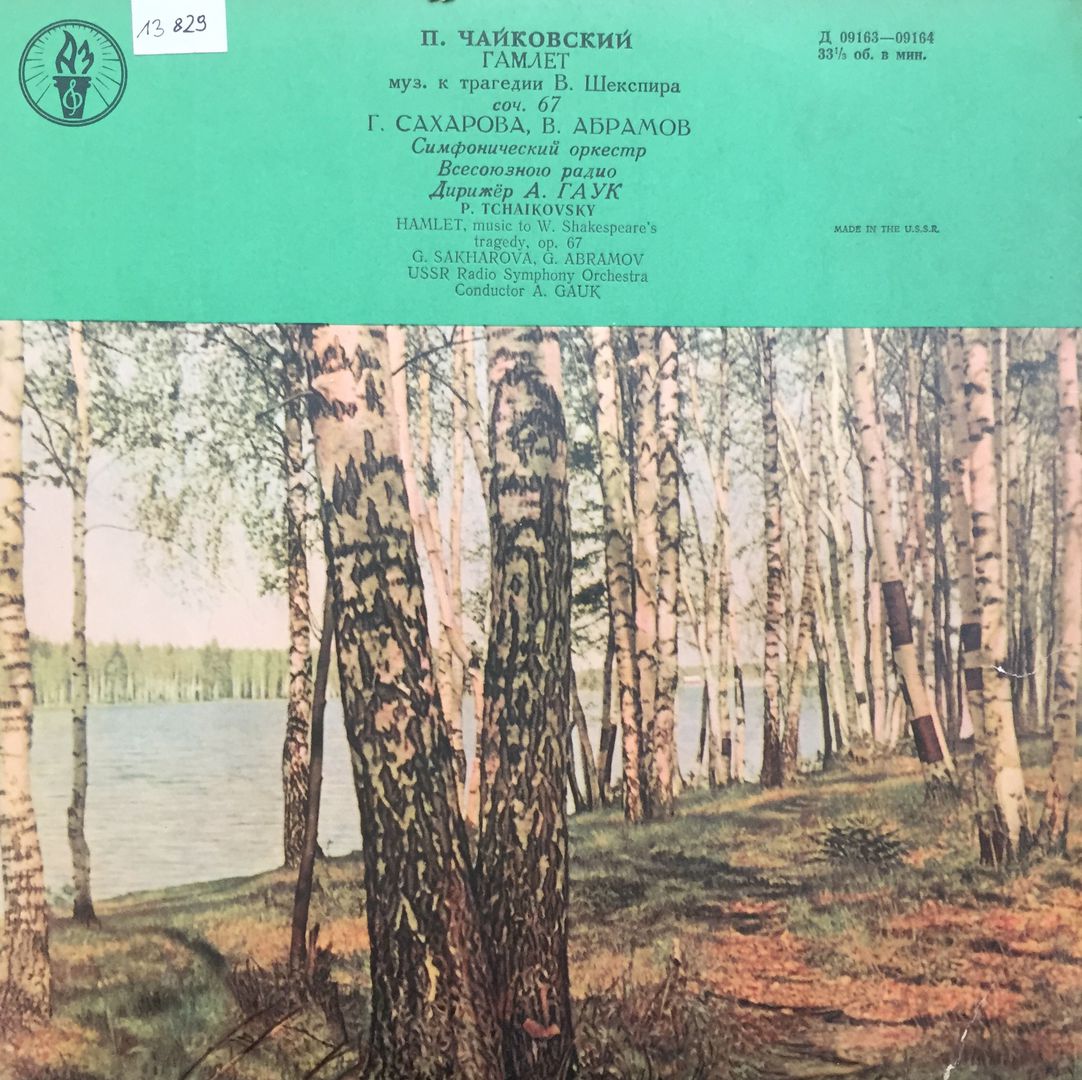 13 829
АЗ
П. ЧАЙКОВСКИЙ
ГАМЛЕТ
муз. к трагедии В. Шекспира
соч. 67
Г. САХАРОВА, В. АБРАМОВ
Симфонический оркестр
Всесоюзного радио
Дирижёр А. ГАУК
P. TCHAIKOVSKY
HAMLET, music to W. Shakespeare's
tragedy, op. 67
G. SAKHAROVA, G. ABRAMOV
USSR Radio Symphony Orchestra
Conductor A. GAUK
Д 09163—09164
33⅓ об. в мин.
MADE IN THE U.S.S.R.